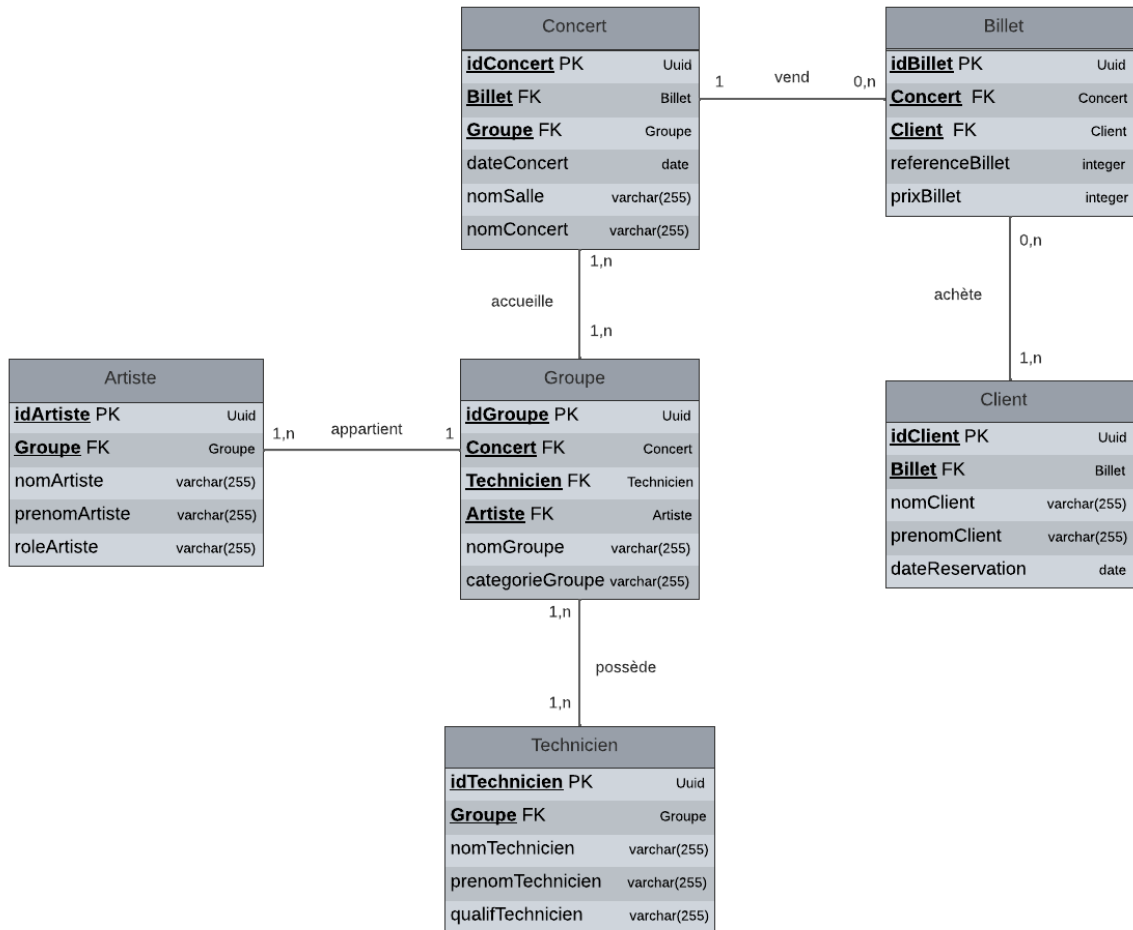 Concert
idConcert PK Uuid
Billet FK Billet
Groupe FK Groupe
dateConcert date
nomSalle varchar(255)
nomConcert varchar(255)
1 vend 0,n
Billet
idBillet PK Uuid
Concert FK Concert
Client FK Client
referenceBillet integer
prixBillet integer
1,n
accueille
1,n
0,n
achète
1,n
Artiste
idArtiste PK Uuid
Groupe FK Groupe
nomArtiste varchar(255)
prenomArtiste varchar(255)
roleArtiste varchar(255)
1,n appartient 1
Groupe
idGroupe PK Uuid
Concert FK Concert
Technicien FK Technicien
Artiste FK Artiste
nomGroupe varchar(255)
categorieGroupe varchar(255)
Client
idClient PK Uuid
Billet FK Billet
nomClient varchar(255)
prenomClient varchar(255)
dateReservation date
1,n
possède
1,n
Technicien
idTechnicien PK Uuid
Groupe FK Groupe
nomTechnicien varchar(255)
prenomTechnicien varchar(255)
qualifTechnicien varchar(255)